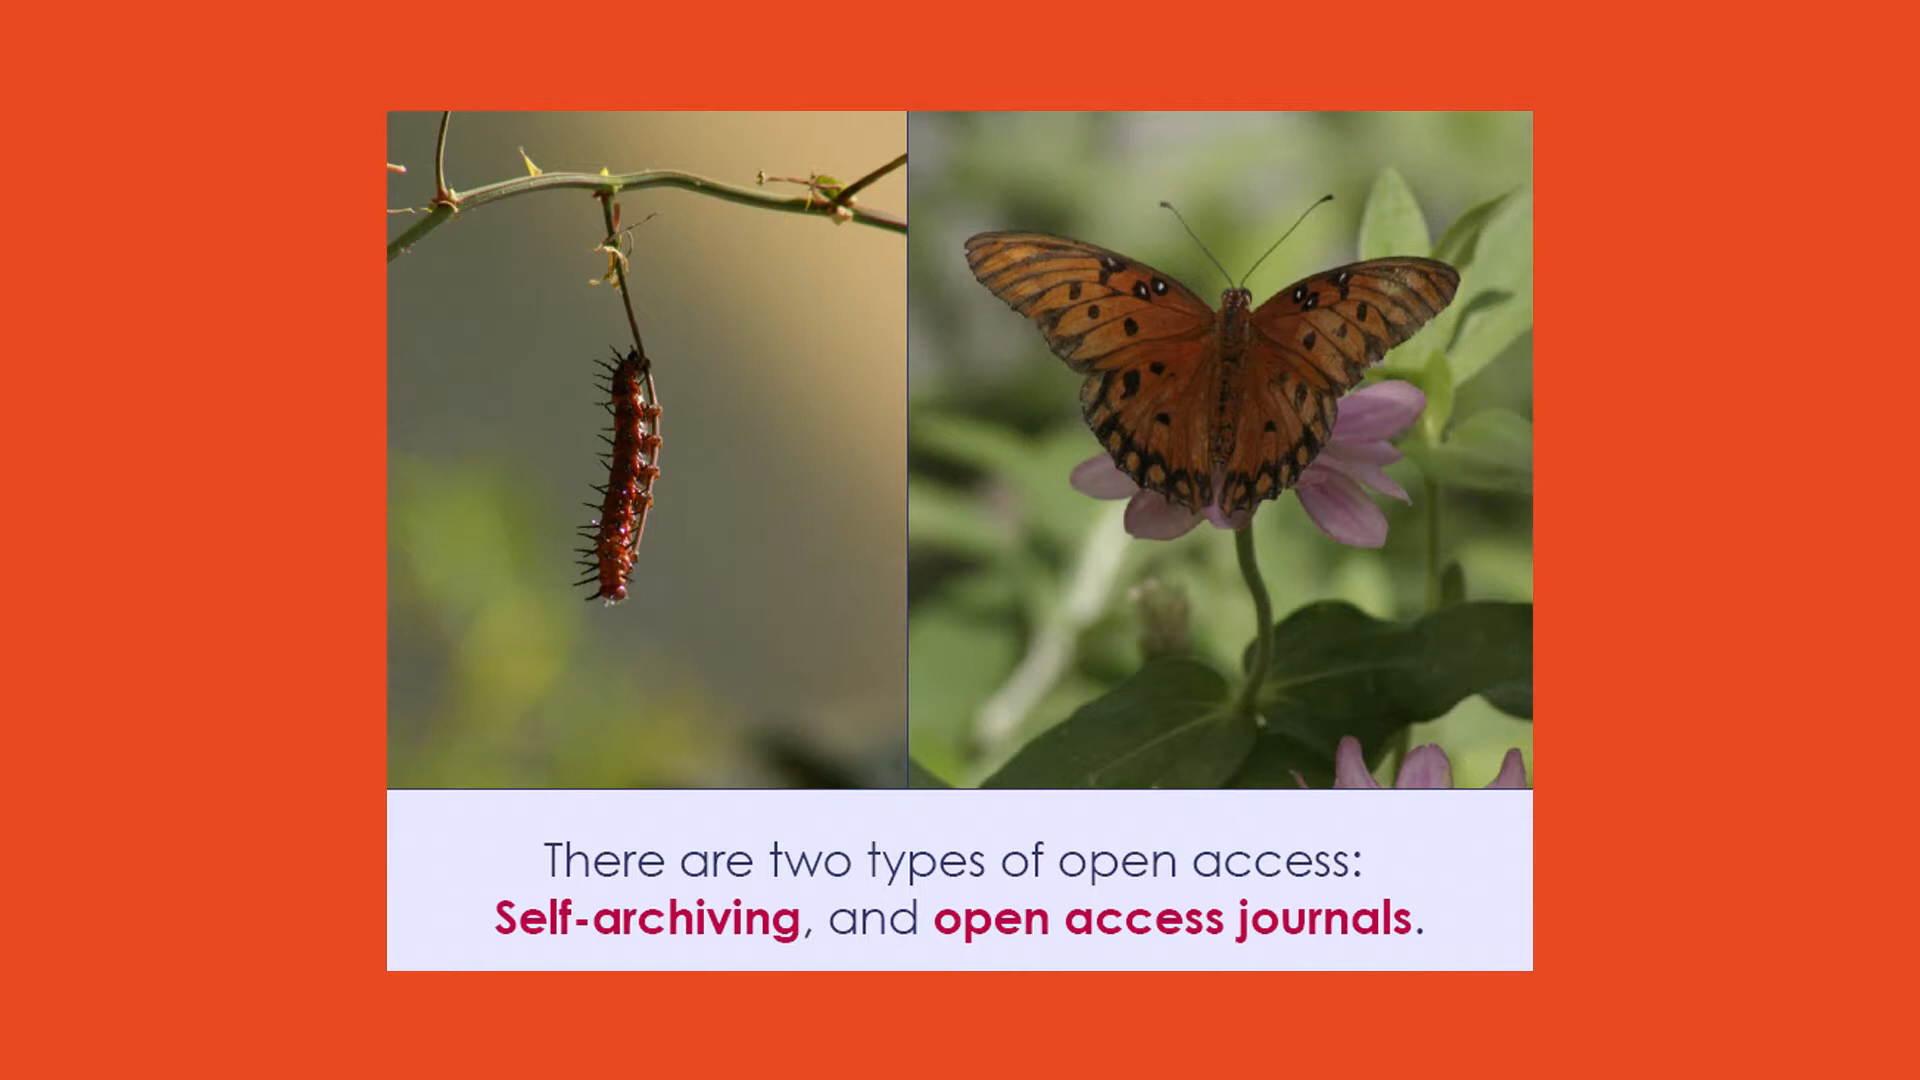 There are two types of open access:
Self-archiving, and open access journals.